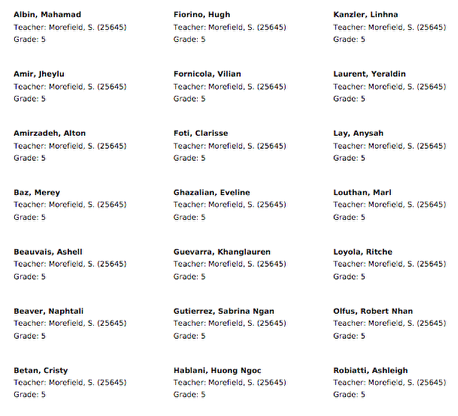 Albin, Mahamad
Teacher: Morefield, S. (25645)
Grade: 5
Fiorino, Hugh
Teacher: Morefield, S. (25645)
Grade: 5
Kanzler, Linhna
Teacher: Morefield, S. (25645)
Grade: 5
Amir, Jheylu
Teacher: Morefield, S. (25645)
Grade: 5
Fornicola, Vilian
Teacher: Morefield, S. (25645)
Grade: 5
Laurent, Yeraldin
Teacher: Morefield, S. (25645)
Grade: 5
Amirzadeh, Alton
Teacher: Morefield, S. (25645)
Grade: 5
Foti, Clarisse
Teacher: Morefield, S. (25645)
Grade: 5
Lay, Anysah
Teacher: Morefield, S. (25645)
Grade: 5
Baz, Merey
Teacher: Morefield, S. (25645)
Grade: 5
Ghazalian, Eveline
Teacher: Morefield, S. (25645)
Grade: 5
Louthan, Marl
Teacher: Morefield, S. (25645)
Grade: 5
Beauvais, Ashell
Teacher: Morefield, S. (25645)
Grade: 5
Guevarra, Khanglauren
Teacher: Morefield, S. (25645)
Grade: 5
Loyola, Ritche
Teacher: Morefield, S. (25645)
Grade: 5
Beaver, Naphtali
Teacher: Morefield, S. (25645)
Grade: 5
Gutierrez, Sabrina Ngan
Teacher: Morefield, S. (25645)
Grade: 5
Olfus, Robert Nhan
Teacher: Morefield, S. (25645)
Grade: 5
Betan, Cristy
Teacher: Morefield, S. (25645)
Grade: 5
Hablani, Huong Ngoc
Teacher: Morefield, S. (25645)
Grade: 5
Robiatti, Ashleigh
Teacher: Morefield, S. (25645)
Grade: 5